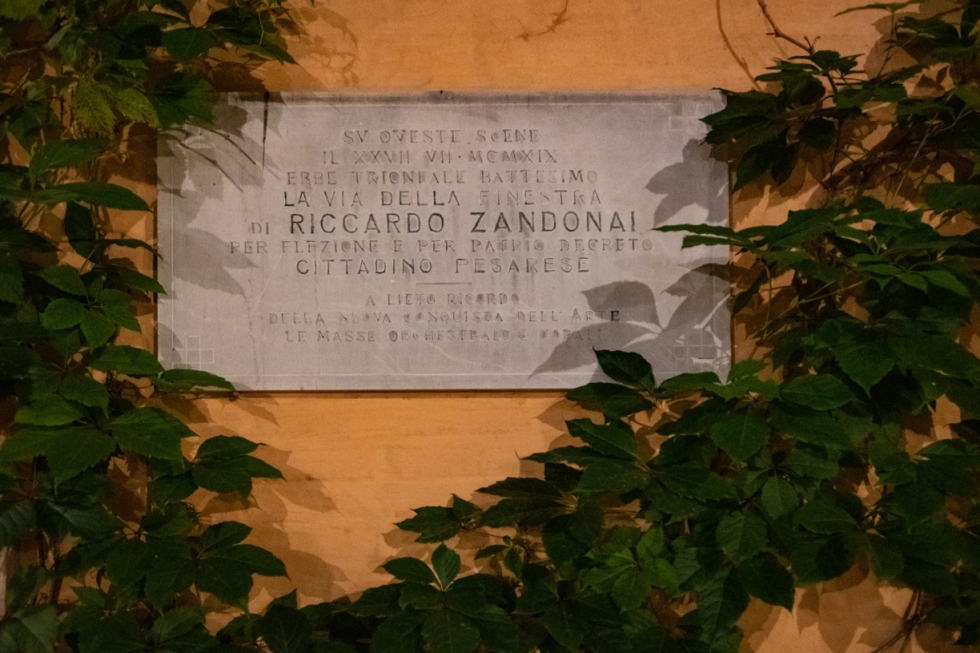 SV QVESTE SCENE
IL XXVII VII · MCMXIX
EBBE TRIONFALE BATTESIMO
LA VIA DELLA FINESTRA
DI RICCARDO ZANDONAI
PER ELEZIONE E PER PATRIO DECRETO
CITTADINO PESARESE
A LIETO RICORDO
DELLA NUOVA CONQUISTA DELL'ARTE
LE MASSE ORCHESTRALI E CORALI